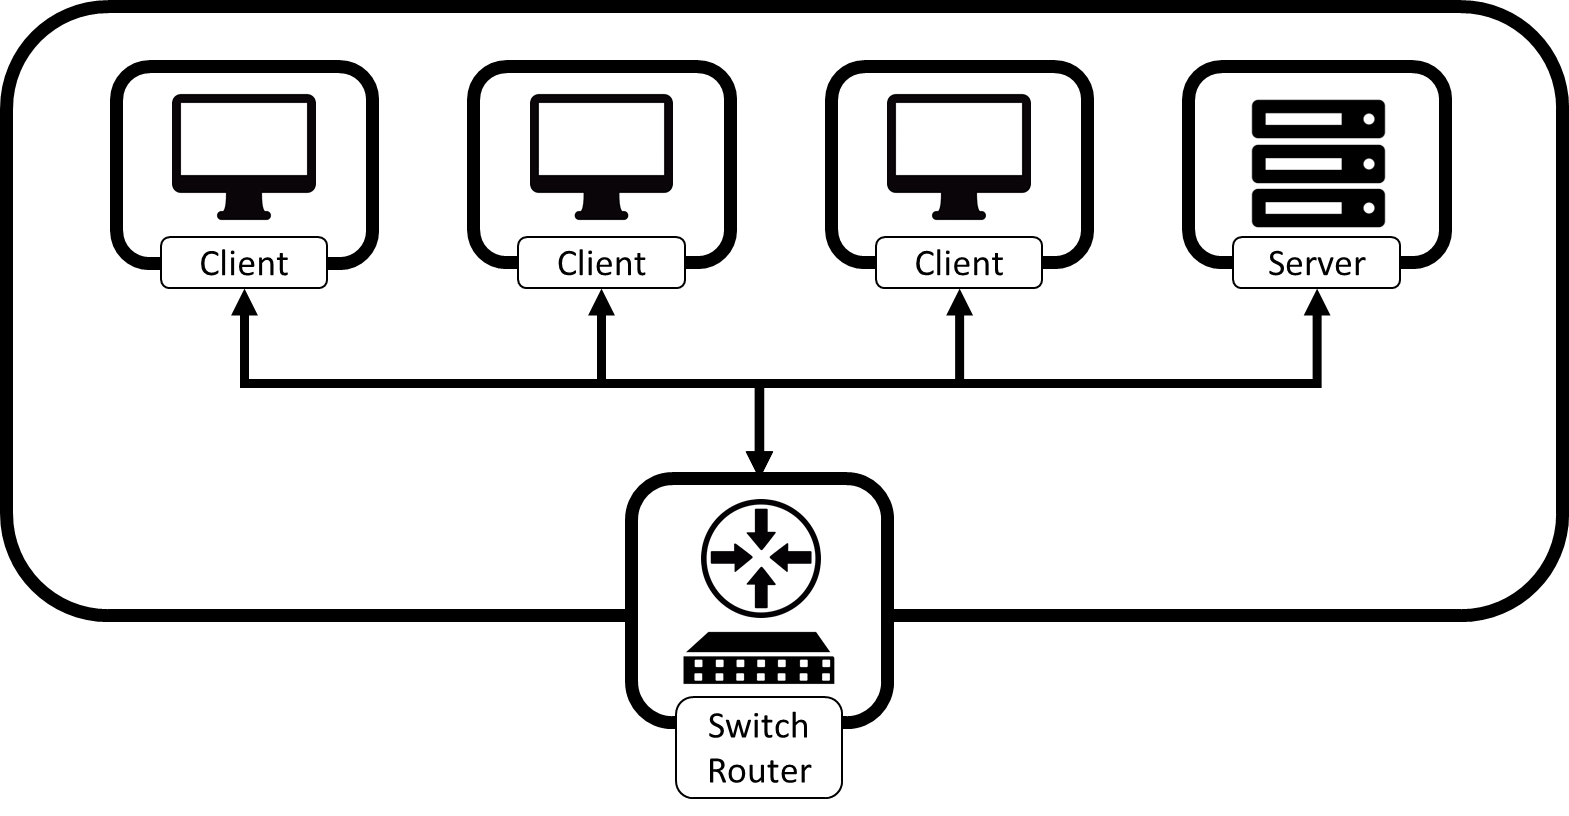 Client
Client
Client
Server
Switch
Router